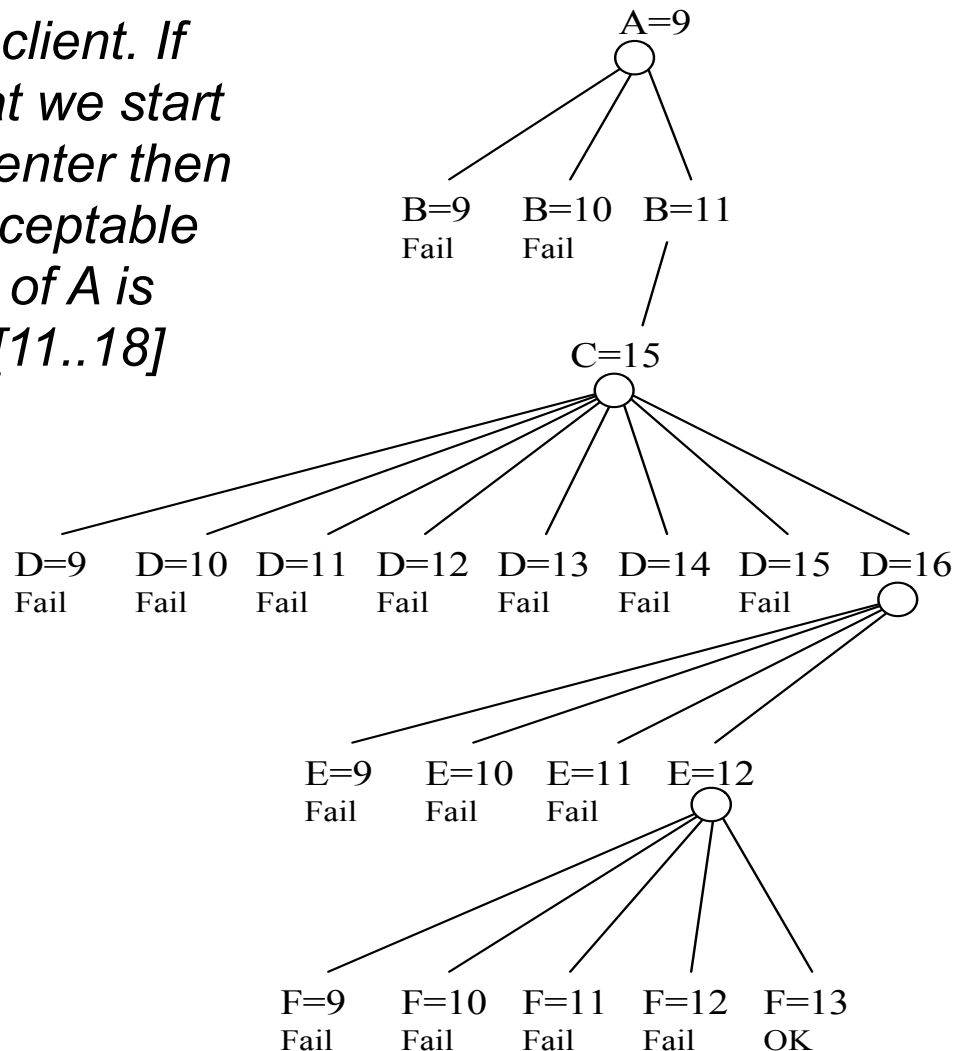 client. If
at we start
enter then
ceptable
of A is
[11..18]
A=9
B=9 B=10 B=11
Fail Fail
C=15
D=9 D=10 D=11 D=12 D=13 D=14 D=15 D=16
Fail Fail Fail Fail Fail Fail Fail
E=9 E=10 E=11 E=12
Fail Fail Fail
F=9 F=10 F=11 F=12 F=13
Fail Fail Fail Fail OK